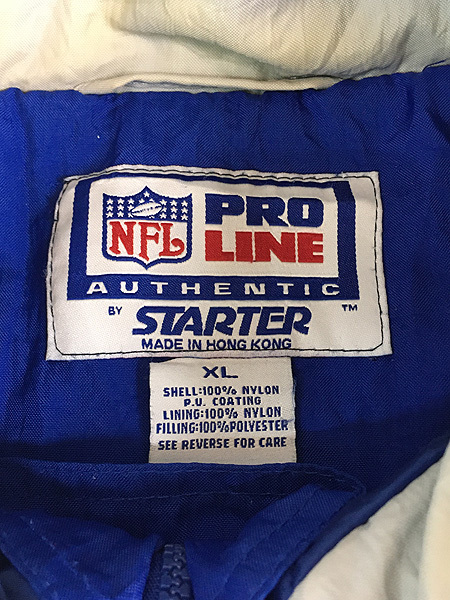 NFL
PRO
LINE
AUTHENTIC
BY STARTER ™
MADE IN HONG KONG
XL
SHELL:100% NYLON
P.U. COATING
LINING:100% NYLON
FILLING:100%POLYESTER
SEE REVERSE FOR CARE